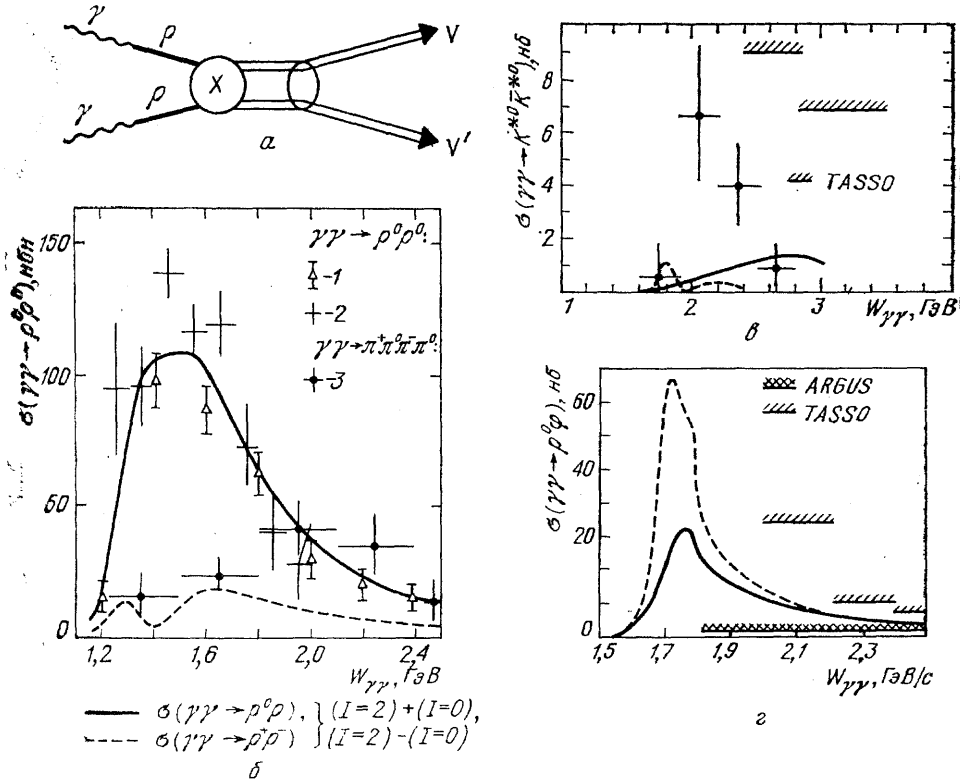 γ
ρ
V
X
γ
ρ
V'
а
σ(γγ→K*⁰K̄*⁰), нб
8
6
4
2
TASSO
1
2
3
W_γγ, ГэВ
в
150
100
50
0
γγ→ρ⁰ρ⁰:
-1
-2
γγ→π⁺π⁰π⁻π⁰:
-3
1,2
1,6
2,0
2,4
W_γγ, ГэВ
σ(γγ→ρ⁰ρ), } (I=2)+(I=0),
σ(γγ→ρ⁺ρ⁻) } (I=2)-(I=0)
б
σ(γγ→ρ⁰φ), нб
60
40
20
0
ARGUS
TASSO
1,5
1,7
1,9
2,1
2,3
W_γγ, ГэВ/с
г